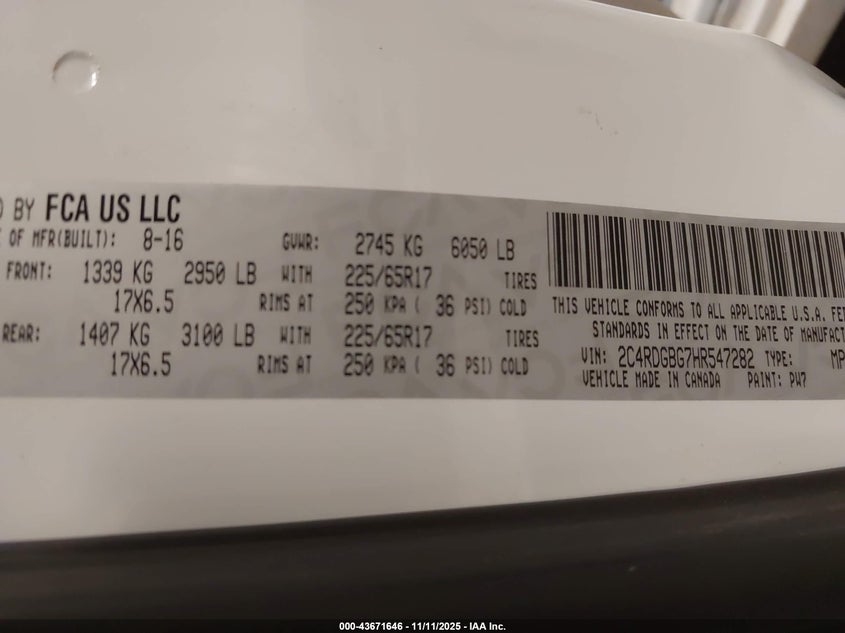 ) BY FCA US LLC
E OF MFR(BUILT): 8-16 GVWR: 2745 KG 6050 LB
FRONT: 1339 KG 2950 LB WITH 225/65R17 TIRES
17X6.5 RIMS AT 250 KPA ( 36 PSI) COLD
REAR: 1407 KG 3100 LB WITH 225/65R17 TIRES
17X6.5 RIMS AT 250 KPA ( 36 PSI) COLD
THIS VEHICLE CONFORMS TO ALL APPLICABLE U.S.A. FE
STANDARDS IN EFFECT ON THE DATE OF MANUFACT
VIN: 2C4RDGBG7HR547282 TYPE: MP
VEHICLE MADE IN CANADA PAINT: PW7
000-43671646 - 11/11/2025 - IAA Inc.